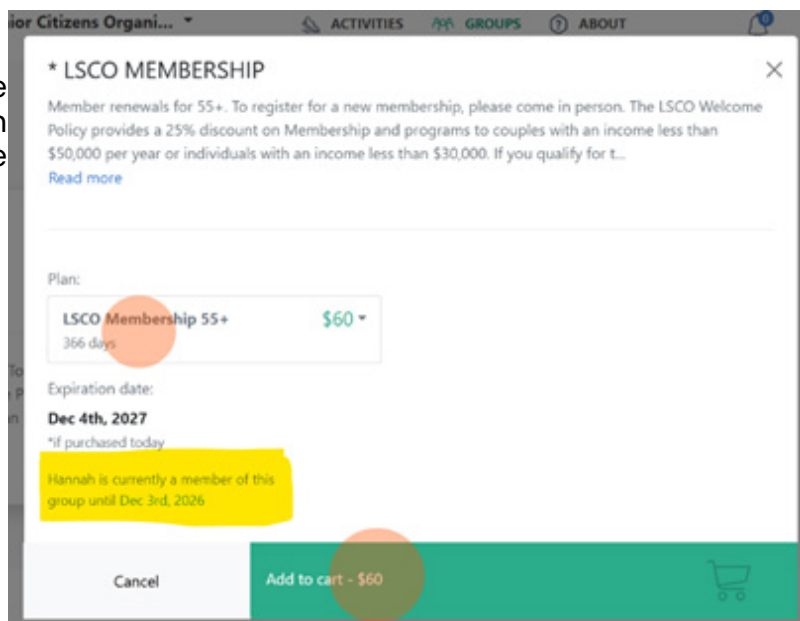 ior Citizens Organi...
ACTIVITIES
GROUPS
ABOUT
0
* LSCO MEMBERSHIP
Member renewals for 55+. To register for a new membership, please come in person. The LSCO Welcome
Policy provides a 25% discount on Membership and programs to couples with an income less than
$50,000 per year or individuals with an income less than $30,000. If you qualify for t...
Read more
Plan:
LSCO Membership 55+ $60
366 days
Expiration date:
Dec 4th, 2027
*if purchased today
Hannah is currently a member of this
group until Dec 3rd, 2026
Cancel
Add to cart - $60